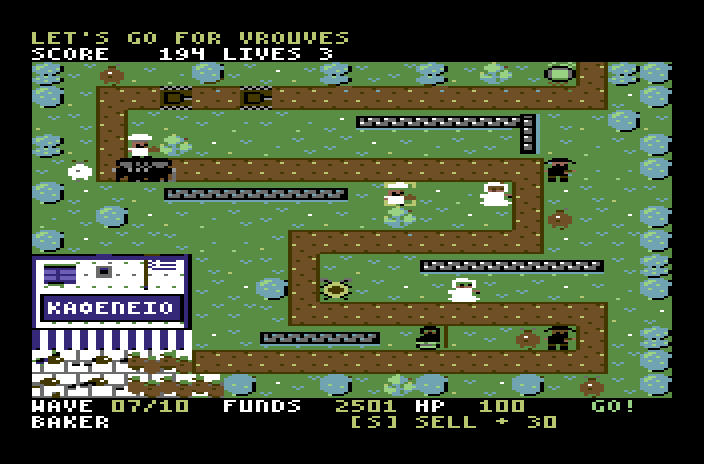 LET'S GO FOR VROUVES
SCORE 194 LIVES 3
ΚΑΦΕΝΕΙΟ
WAVE 07/10 FUNDS 2501 HP 100 GO!
BAKER [S] SELL + 30